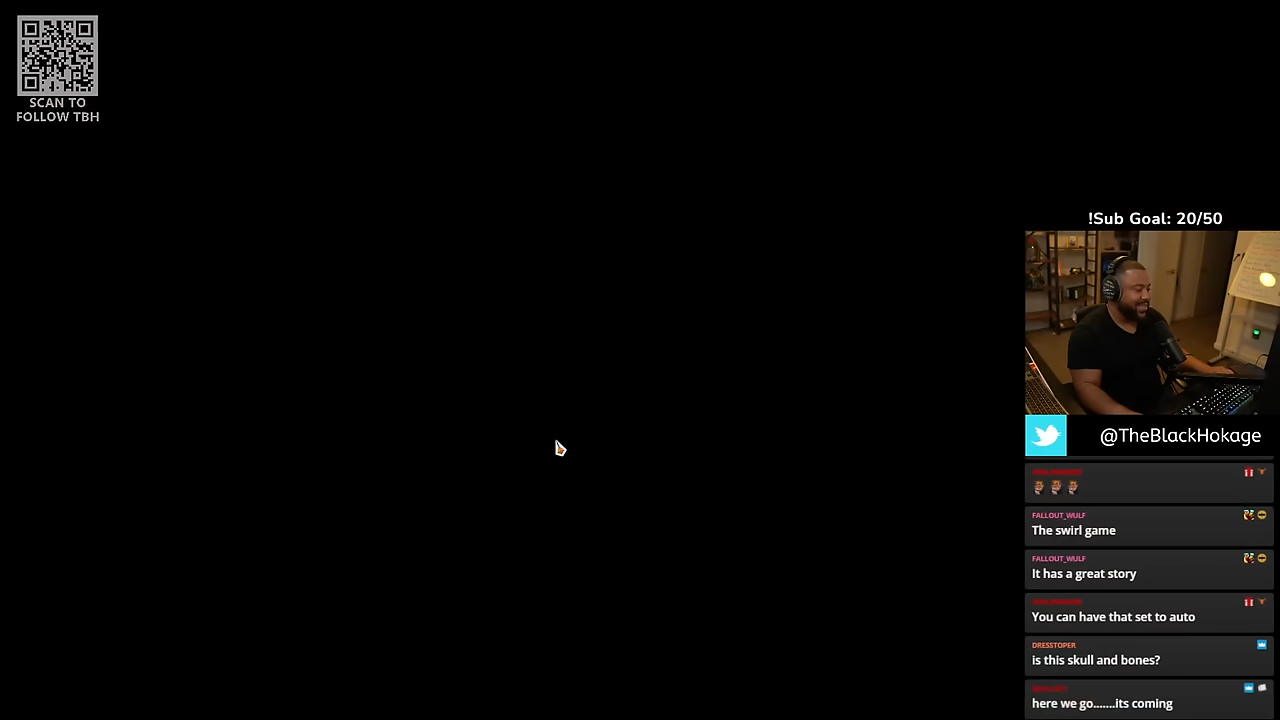 SCAN TO
FOLLOW TBH
!Sub Goal: 20/50
@TheBlackHokage
FALLOUT_WULF
The swirl game
FALLOUT_WULF
It has a great story
You can have that set to auto
DRESSTOPER
is this skull and bones?
here we go.......its coming